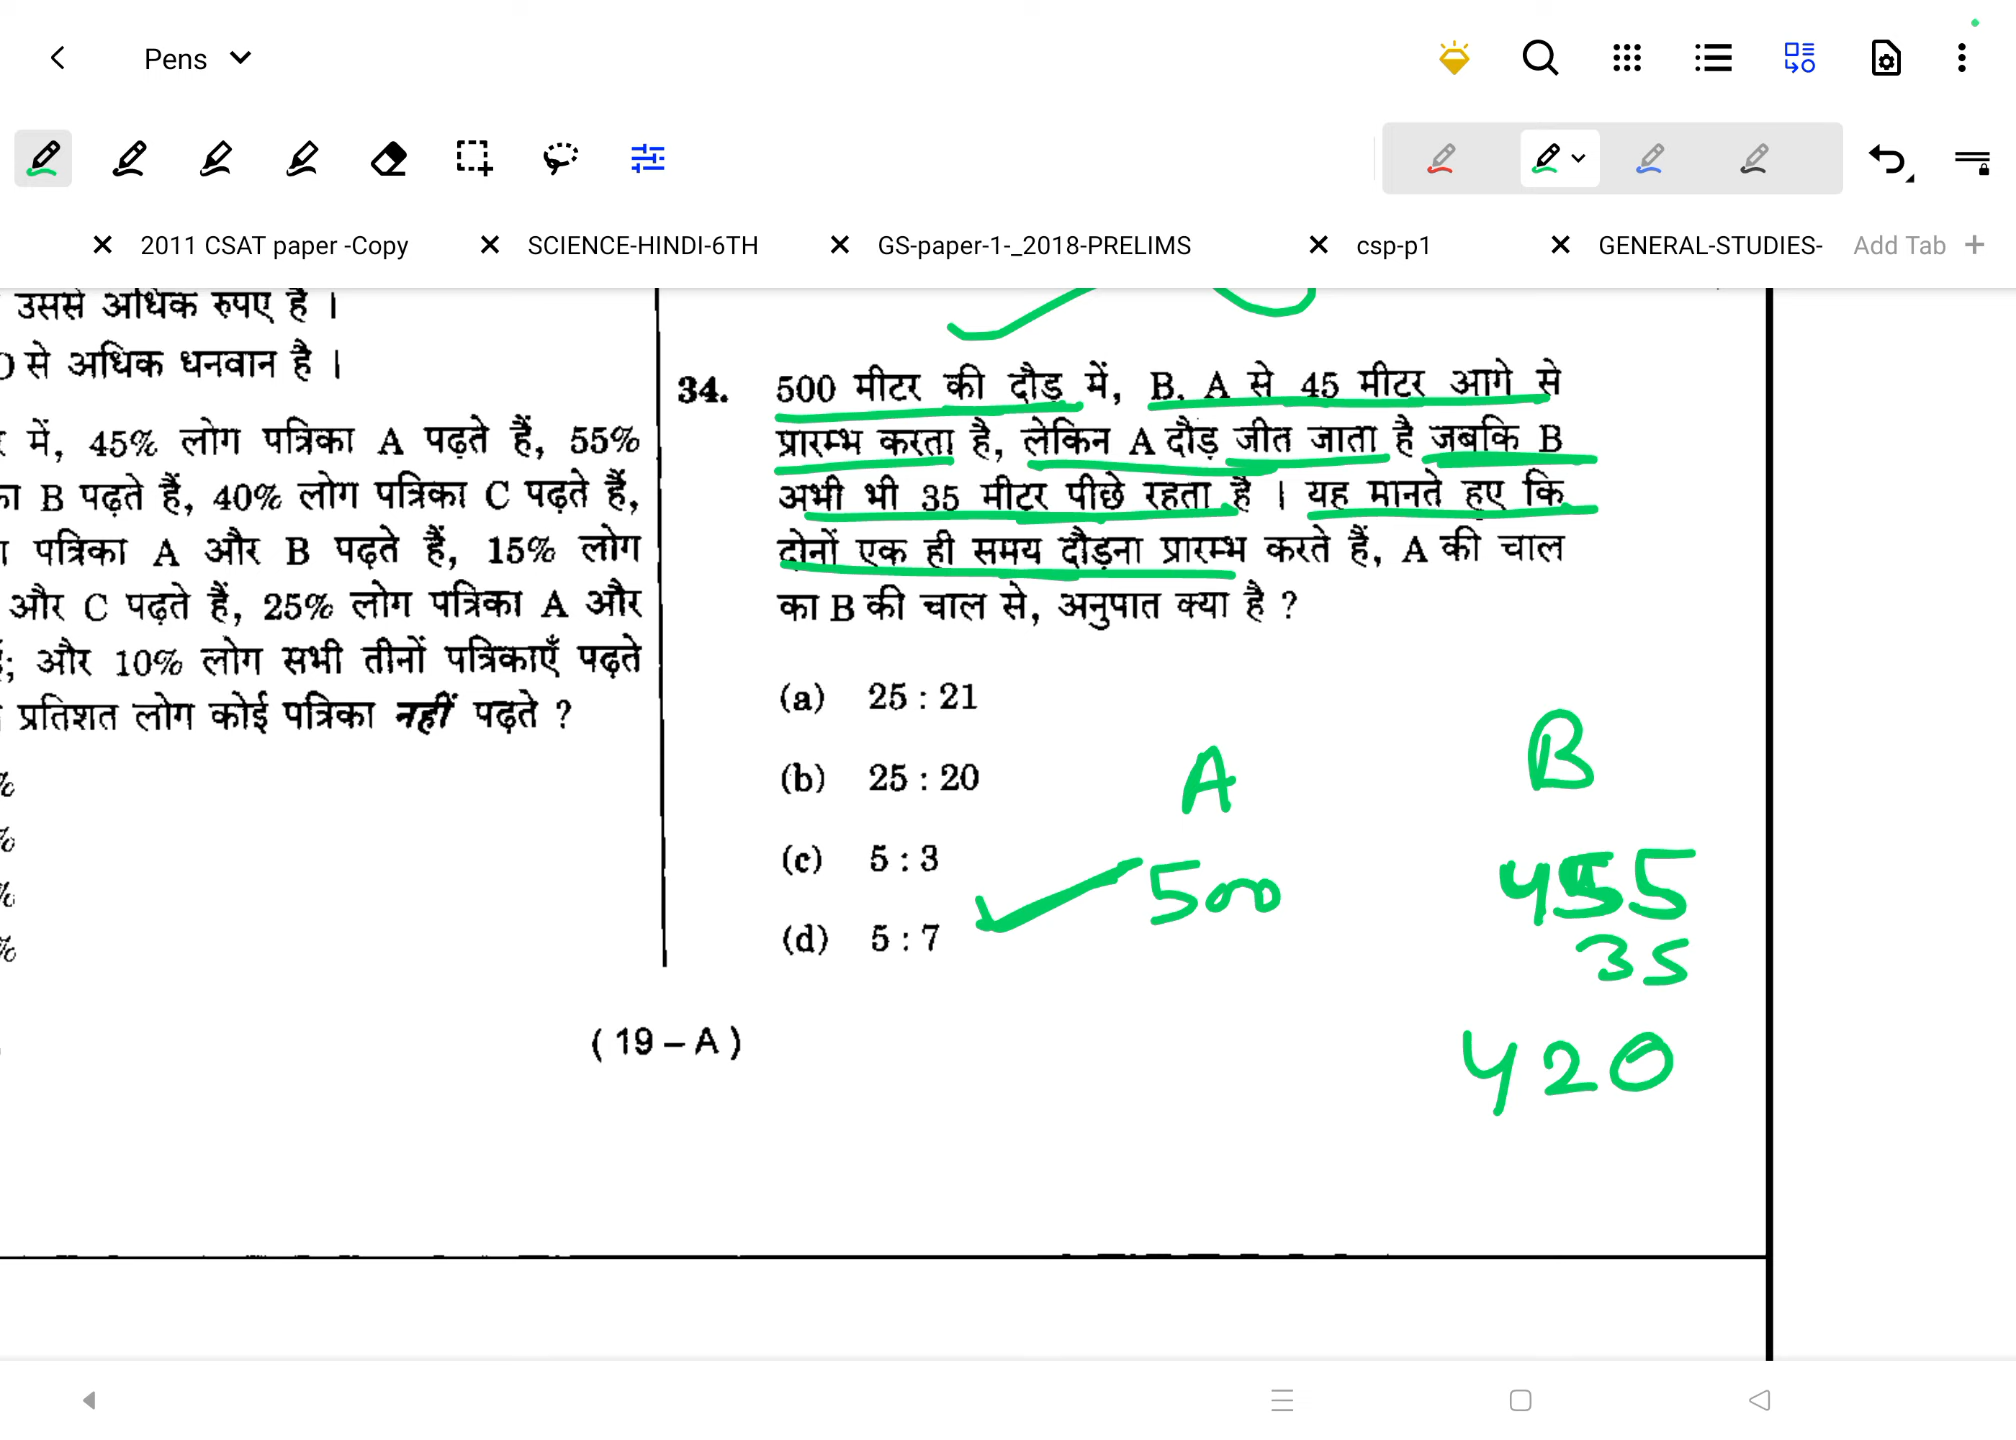 Pens
2011 CSAT paper -Copy
SCIENCE-HINDI-6TH
GS-paper-1-_2018-PRELIMS
csp-p1
GENERAL-STUDIES-
Add Tab +
उससे अधिक रुपए है ।
से अधिक धनवान है ।
में, 45% लोग पत्रिका A पढ़ते हैं, 55%
B पढ़ते हैं, 40% लोग पत्रिका C पढ़ते हैं,
पत्रिका A और B पढ़ते हैं, 15% लोग
और C पढ़ते हैं, 25% लोग पत्रिका A और
; और 10% लोग सभी तीनों पत्रिकाएँ पढ़ते
प्रतिशत लोग कोई पत्रिका नहीं पढ़ते ?
%
%
%
%
34. 500 मीटर की दौड़ में, B, A से 45 मीटर आगे से
प्रारम्भ करता है, लेकिन A दौड़ जीत जाता है जबकि B
अभी भी 35 मीटर पीछे रहता है । यह मानते हुए कि
दोनों एक ही समय दौड़ना प्रारम्भ करते हैं, A की चाल
का B की चाल से, अनुपात क्या है ?
(a) 25 : 21
(b) 25 : 20
(c) 5 : 3
(d) 5 : 7
A B
500 455
35
420
( 19 – A )